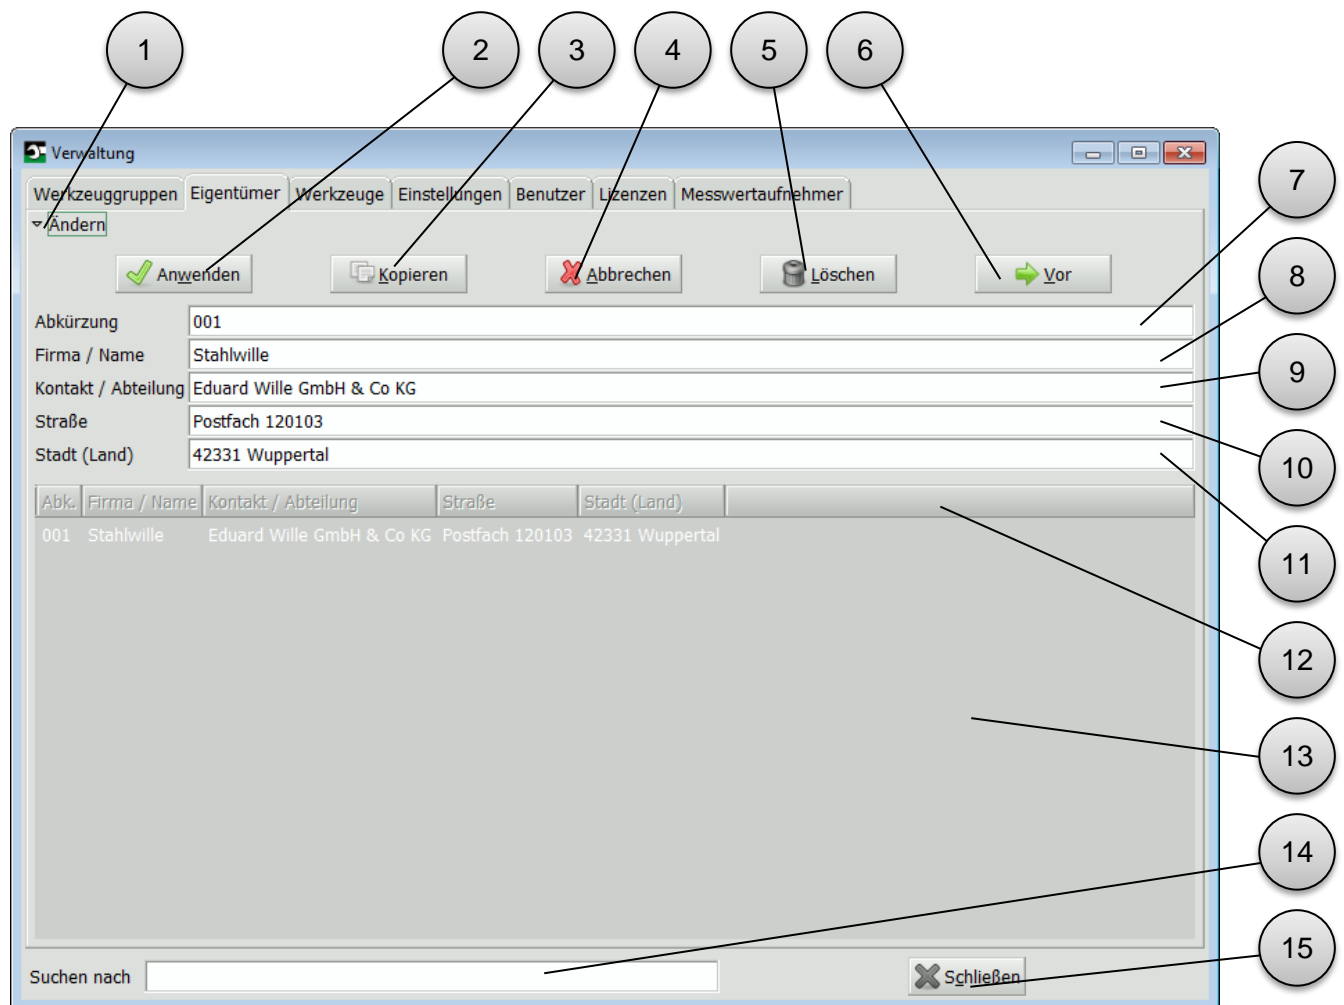 1 2 3 4 5 6
Verwaltung
Werkzeuggruppen Eigentümer Werkzeuge Einstellungen Benutzer Lizenzen Messwertaufnehmer
7
Ändern
Anwenden Kopieren Abbrechen Löschen Vor
8
Abkürzung 001
Firma / Name Stahlwille
9
Kontakt / Abteilung Eduard Wille GmbH & Co KG
Straße Postfach 120103
10
Stadt (Land) 42331 Wuppertal
Abk. Firma / Name Kontakt / Abteilung Straße Stadt (Land)
001 Stahlwille Eduard Wille GmbH & Co KG Postfach 120103 42331 Wuppertal
11
12
13
14
15
Suchen nach Schließen